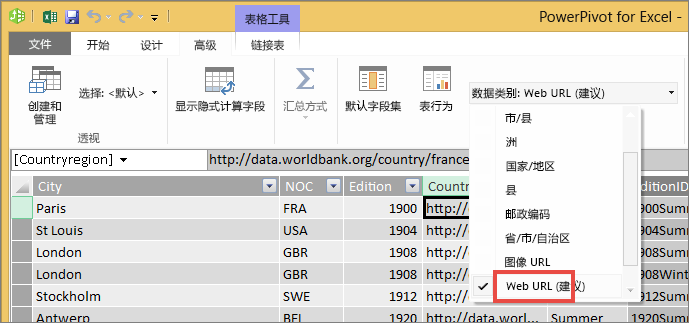 表格工具
PowerPivot for Excel -
文件 开始 设计 高级 链接表
创建和管理
选择: <默认>
显示隐式计算字段
汇总方式
默认字段集
表行为
数据类别: Web URL (建议)
透视
市/县
洲
国家/地区
县
邮政编码
省/市/自治区
图像 URL
Web URL (建议)
[Countryregion] http://data.worldbank.org/country/france
City NOC Edition Countr ditionID
Paris FRA 1900 http:// 900Summ
St Louis USA 1904 http:// 904Summ
London GBR 1908 http:// 908Summ
London GBR 1908 http:// 908Wint
Stockholm SWE 1912 http:// 912Summ
Antwerp BEL 1920 http://data.wor... Summer 1920Summ